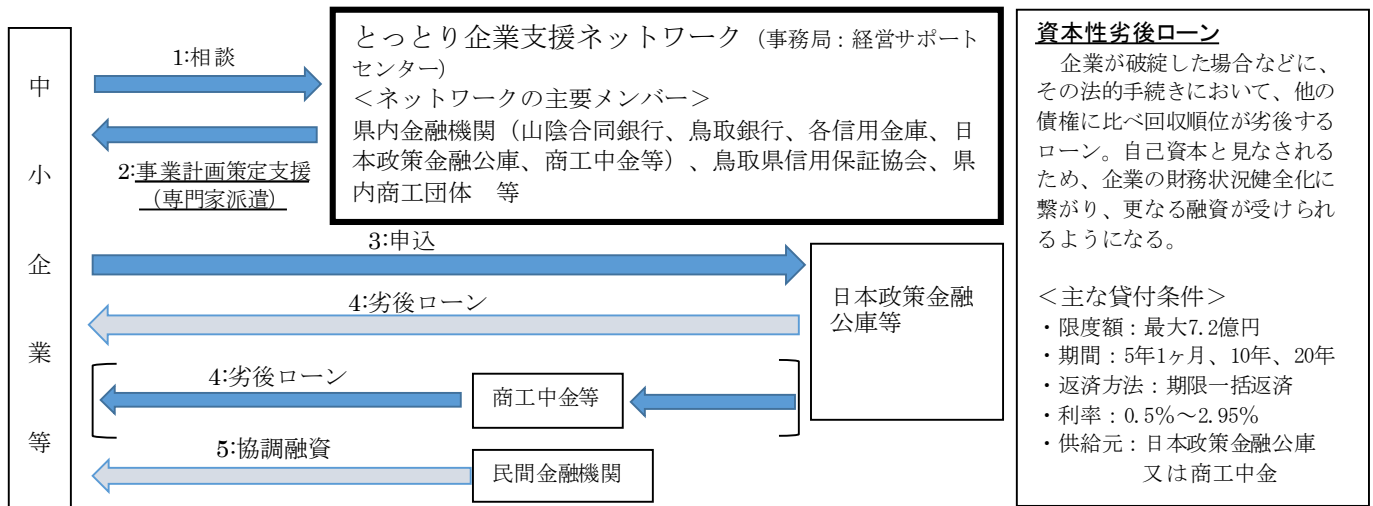 中小企業等
1:相談
2:事業計画策定支援
(専門家派遣)
とっとり企業支援ネットワーク（事務局：経営サポート
センター）
＜ネットワークの主要メンバー＞
県内金融機関（山陰合同銀行、鳥取銀行、各信用金庫、日
本政策金融公庫、商工中金等）、鳥取県信用保証協会、県
内商工団体　等
3:申込
4:劣後ローン
日本政策金融
公庫等
4:劣後ローン
商工中金等
5:協調融資
民間金融機関
資本性劣後ローン
企業が破綻した場合などに、
その法的手続きにおいて、他の
債権に比べ回収順位が劣後する
ローン。自己資本と見なされる
ため、企業の財務状況健全化に
繋がり、更なる融資が受けられ
るようになる。
＜主な貸付条件＞
・限度額：最大7.2億円
・期間：5年1ヶ月、10年、20年
・返済方法：期限一括返済
・利率：0.5%～2.95%
・供給元：日本政策金融公庫
又は商工中金